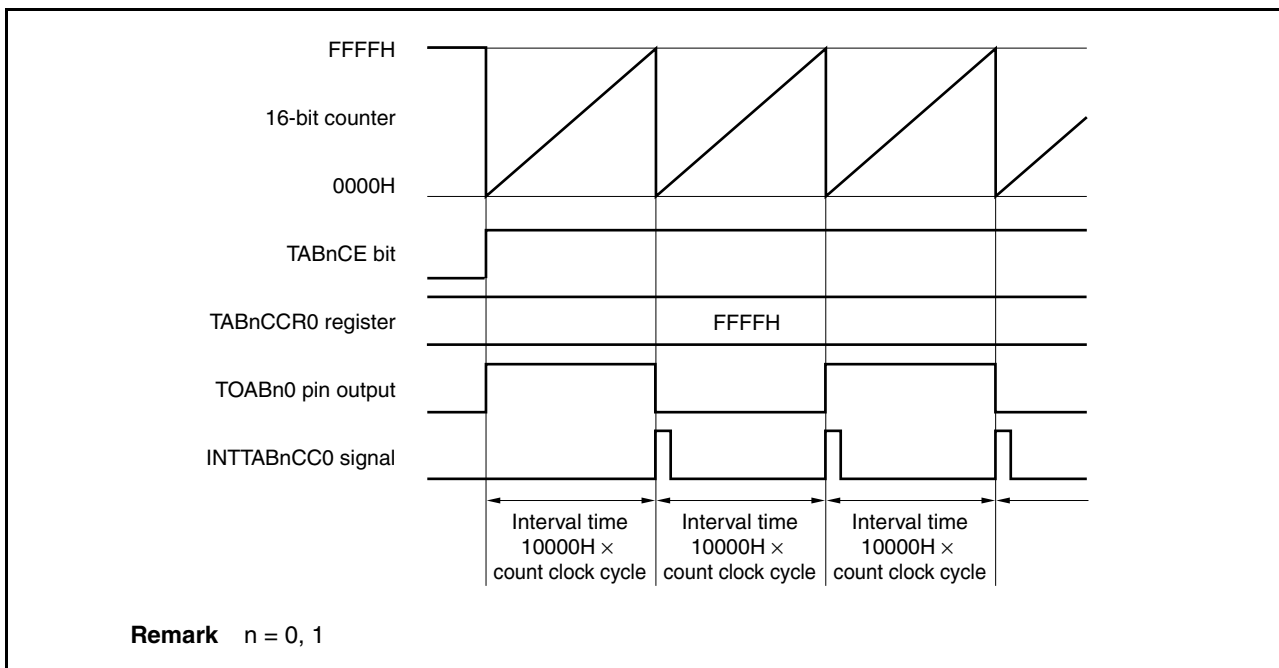 FFFFH
16-bit counter
0000H
TABnCE bit
TABnCCR0 register
FFFFH
TOABn0 pin output
INTTABnCC0 signal
Interval time
10000H ×
count clock cycle
Interval time
10000H ×
count clock cycle
Interval time
10000H ×
count clock cycle
Remark n = 0, 1